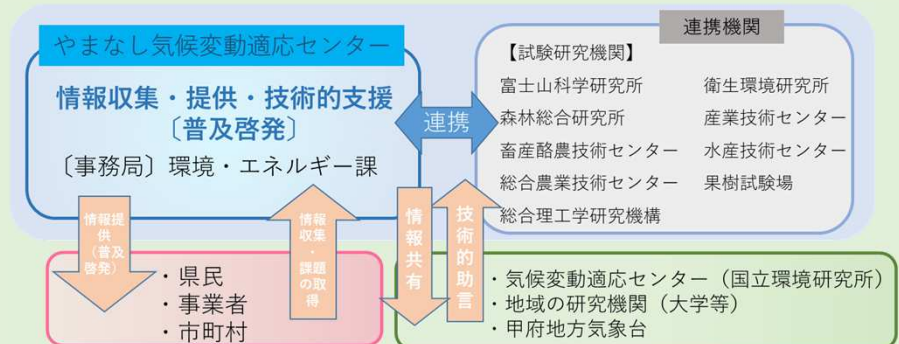 やまなし気候変動適応センター
情報収集・提供・技術的支援
〔普及啓発〕
〔事務局〕環境・エネルギー課
連携
連携機関
【試験研究機関】
富士山科学研究所
衛生環境研究所
森林総合研究所
産業技術センター
畜産酪農技術センター
水産技術センター
総合農業技術センター
果樹試験場
総合理工学研究機構
情報提
供
（普及
啓発）
情報
収集
・
課題
の取
得
情報共有
技術的助言
・県民
・事業者
・市町村
・気候変動適応センター（国立環境研究所）
・地域の研究機関（大学等）
・甲府地方気象台